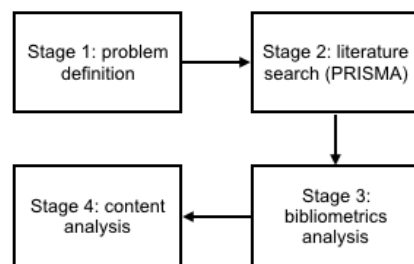 Stage 1: problem
definition
Stage 2: literature
search (PRISMA)
Stage 3:
bibliometrics
analysis
Stage 4: content
analysis